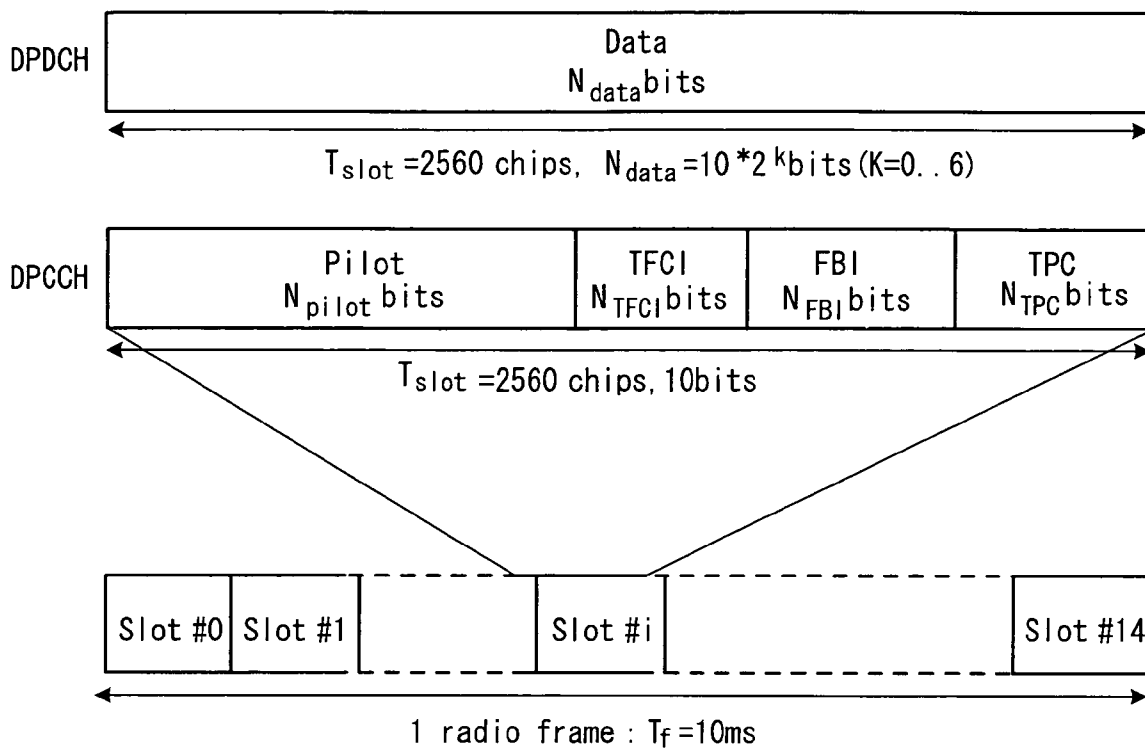 DPDCH
Data
N_data bits
T_slot =2560 chips, N_data =10*2^k bits (K=0..6)
DPCCH
Pilot
N_pilot bits
TFCI
N_TFCI bits
FBI
N_FBI bits
TPC
N_TPC bits
T_slot =2560 chips, 10bits
Slot #0
Slot #1
Slot #i
Slot #14
1 radio frame : T_f =10ms